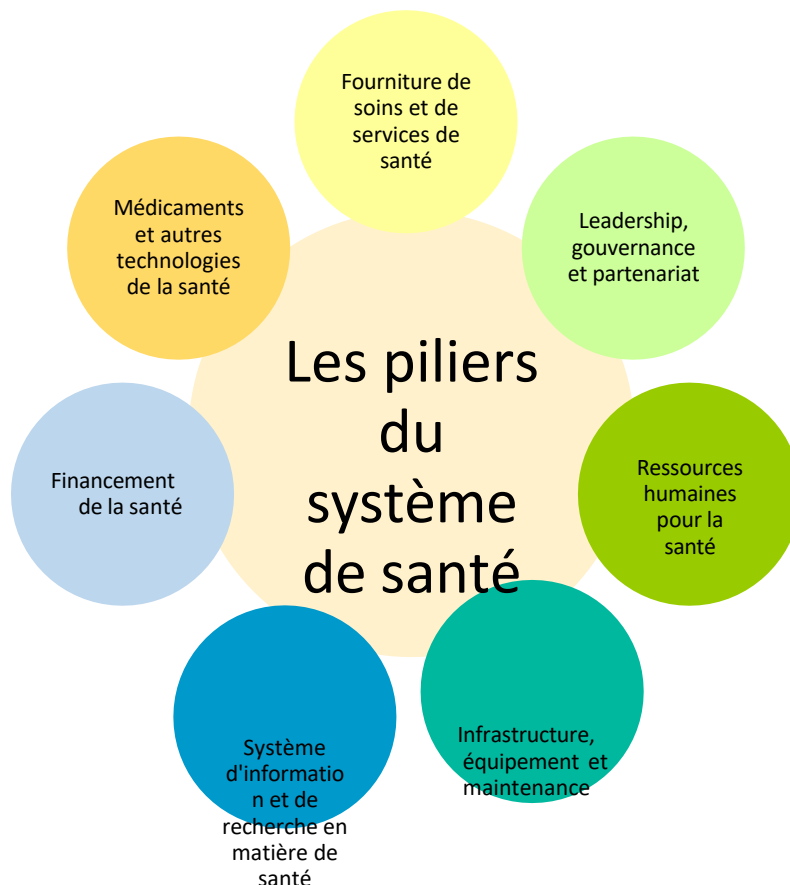 Fourniture de
soins et de
services de
santé
Médicaments
et autres
technologies
de la santé
Leadership,
gouvernance
et partenariat
Les piliers
du
système
de santé
Financement
de la santé
Ressources
humaines
pour la
santé
Infrastructure,
équipement et
maintenance
Système
d'informatio
n et de
recherche en
matière de
santé